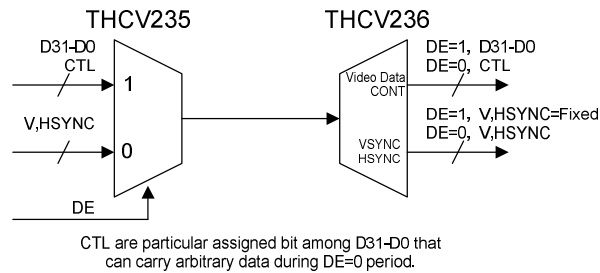 THCV235
THCV236
D31-D0
CTL
1
V,HSYNC
0
DE
Video Data
CONT
VSYNC
HSYNC
DE=1, D31-D0
DE=0, CTL
DE=1, V,HSYNC=Fixed
DE=0, V,HSYNC
CTL are particular assigned bit among D31-D0 that
can carry arbitrary data during DE=0 period.